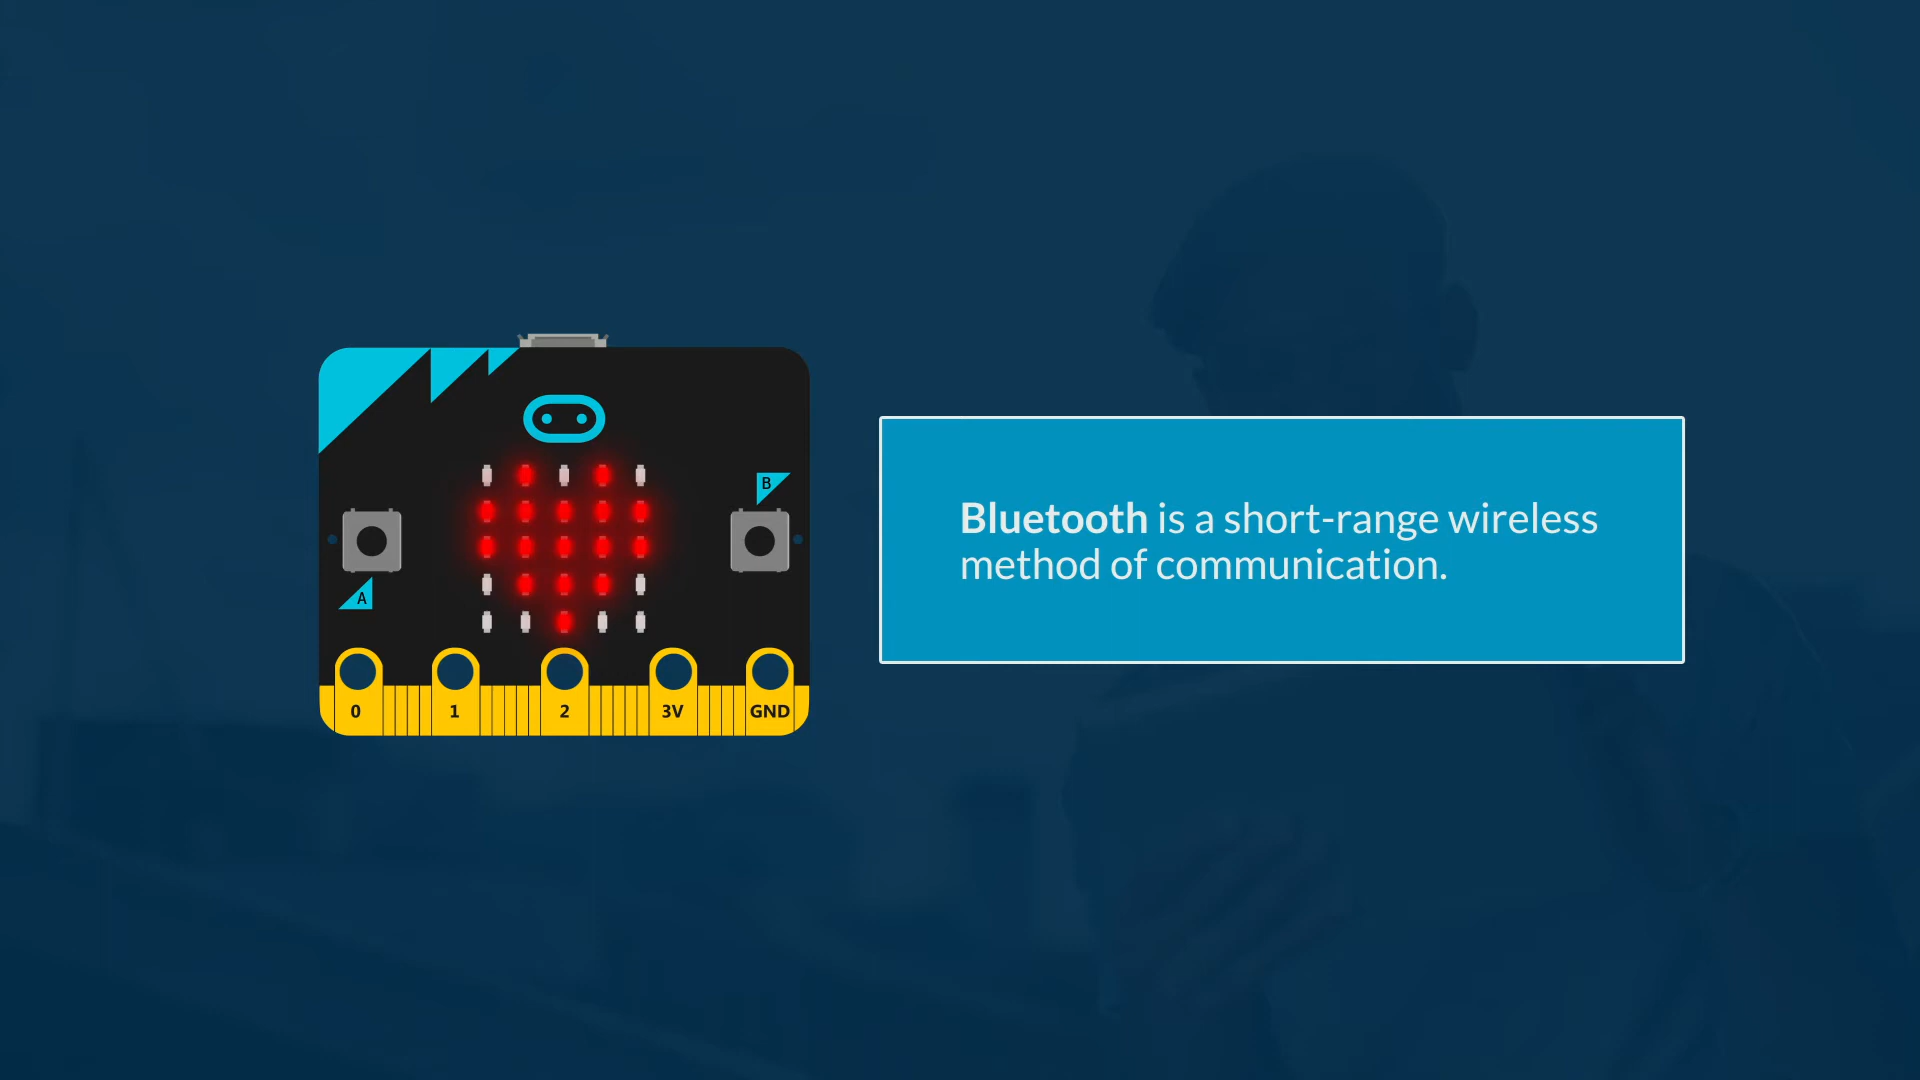 B
A
0 1 2 3V GND
Bluetooth is a short-range wireless
method of communication.